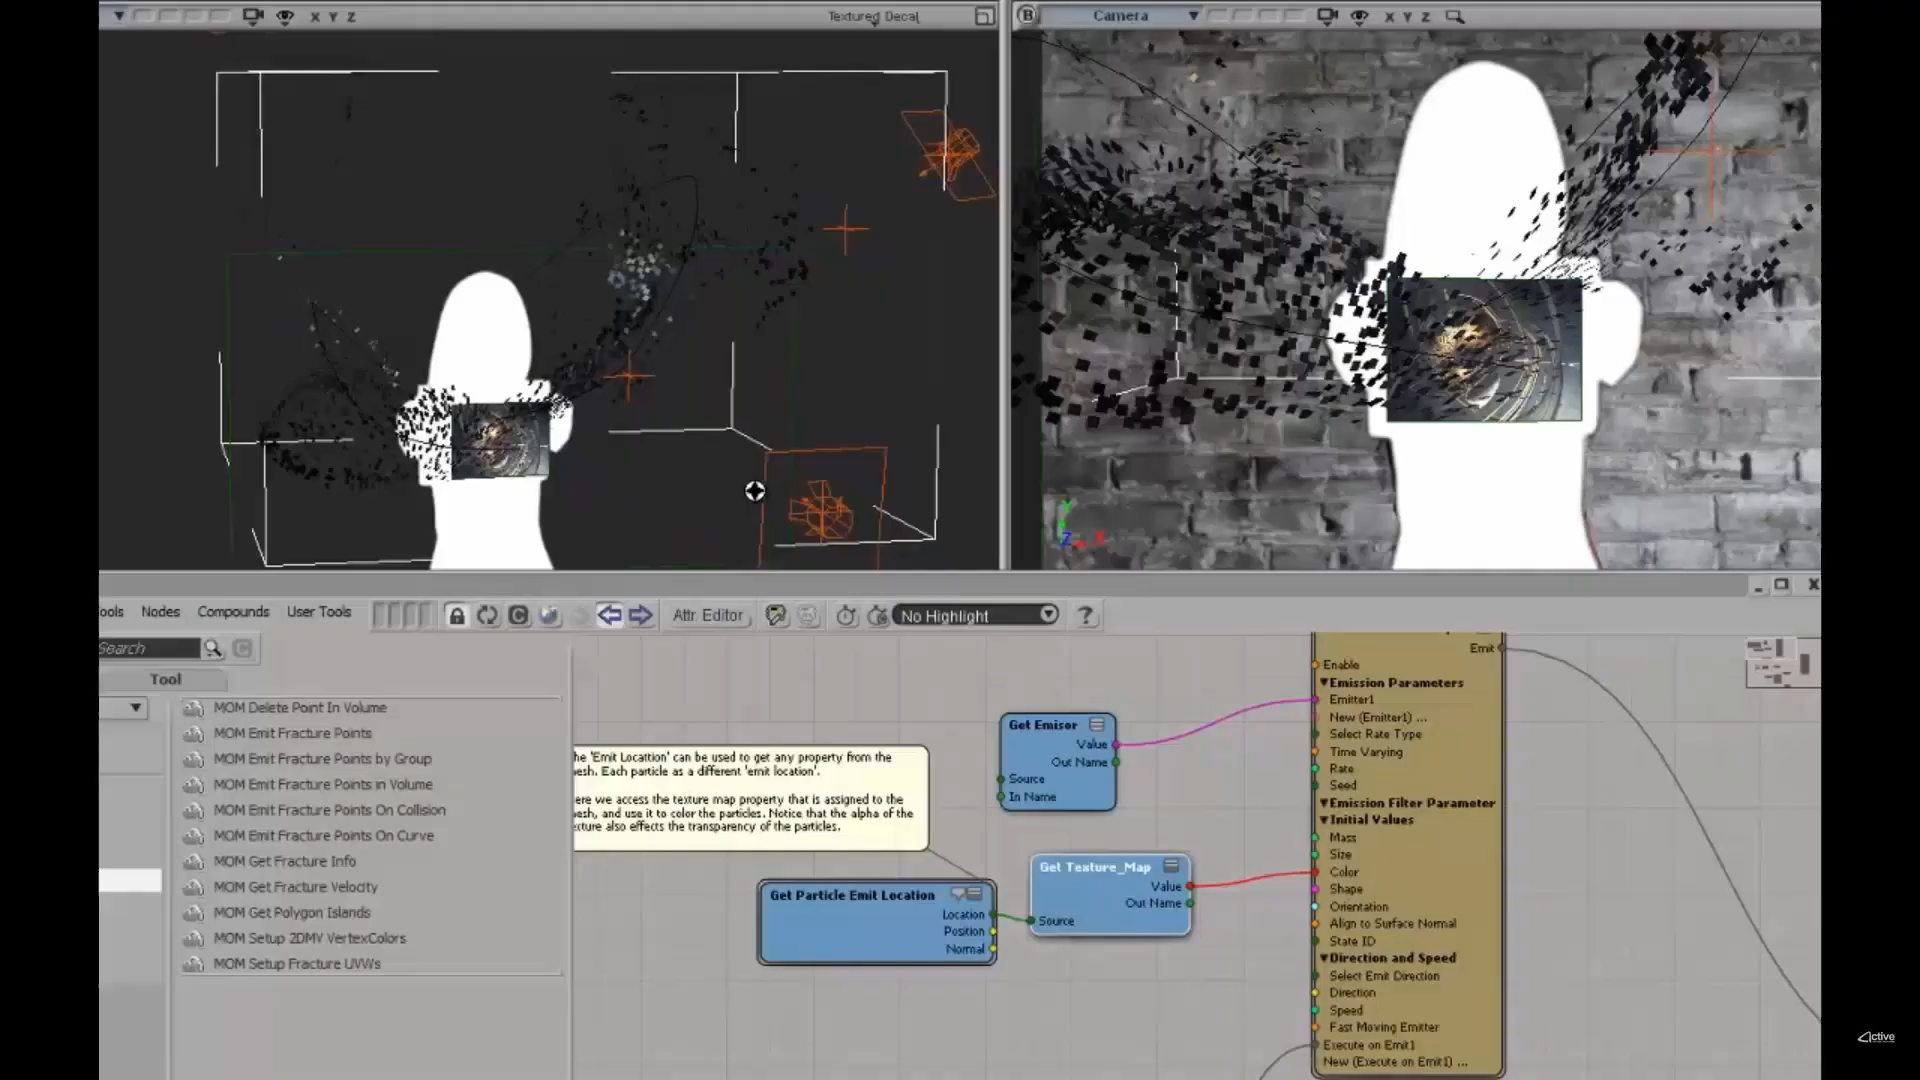 X Y Z
Textured Decal
B
Camera
X Y Z
Y
Z
X
ools
Nodes
Compounds
User Tools
Attr. Editor
No Highlight
?
Search
Tool
MOM Delete Point In Volume
MOM Emit Fracture Points
MOM Emit Fracture Points by Group
MOM Emit Fracture Points in Volume
MOM Emit Fracture Points On Collision
MOM Emit Fracture Points On Curve
MOM Get Fracture Info
MOM Get Fracture Velocity
MOM Get Polygon Islands
MOM Setup 2DMV VertexColors
MOM Setup Fracture UVWs
he 'Emit Location' can be used to get any property from the
esh. Each particle as a different 'emit location'.
ere we access the texture map property that is assigned to the
esh, and use it to color the particles. Notice that the alpha of the
xture also effects the transparency of the particles.
Get Particle Emit Location
Location
Position
Normal
Get Emisor
Value
Out Name
Source
In Name
Get Texture_Map
Value
Out Name
Source
Emit
Enable
Emission Parameters
Emitter1
New (Emitter1) ...
Select Rate Type
Time Varying
Rate
Seed
Emission Filter Parameter
Initial Values
Mass
Size
Color
Shape
Orientation
Align to Surface Normal
State ID
Direction and Speed
Select Emit Direction
Direction
Speed
Fast Moving Emitter
Execute on Emit1
New (Execute on Emit1) ...
active